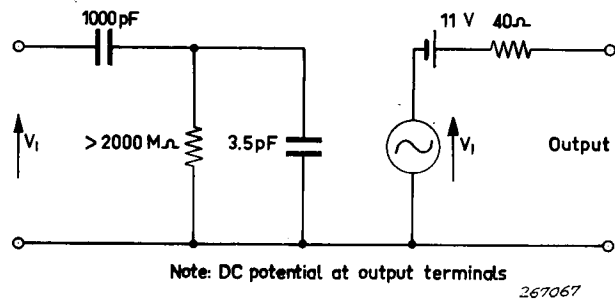 1000pF
11 V 40Ω
V₁
>2000 MΩ
3.5pF
V₁
Output
Note: DC potential at output terminals
267067